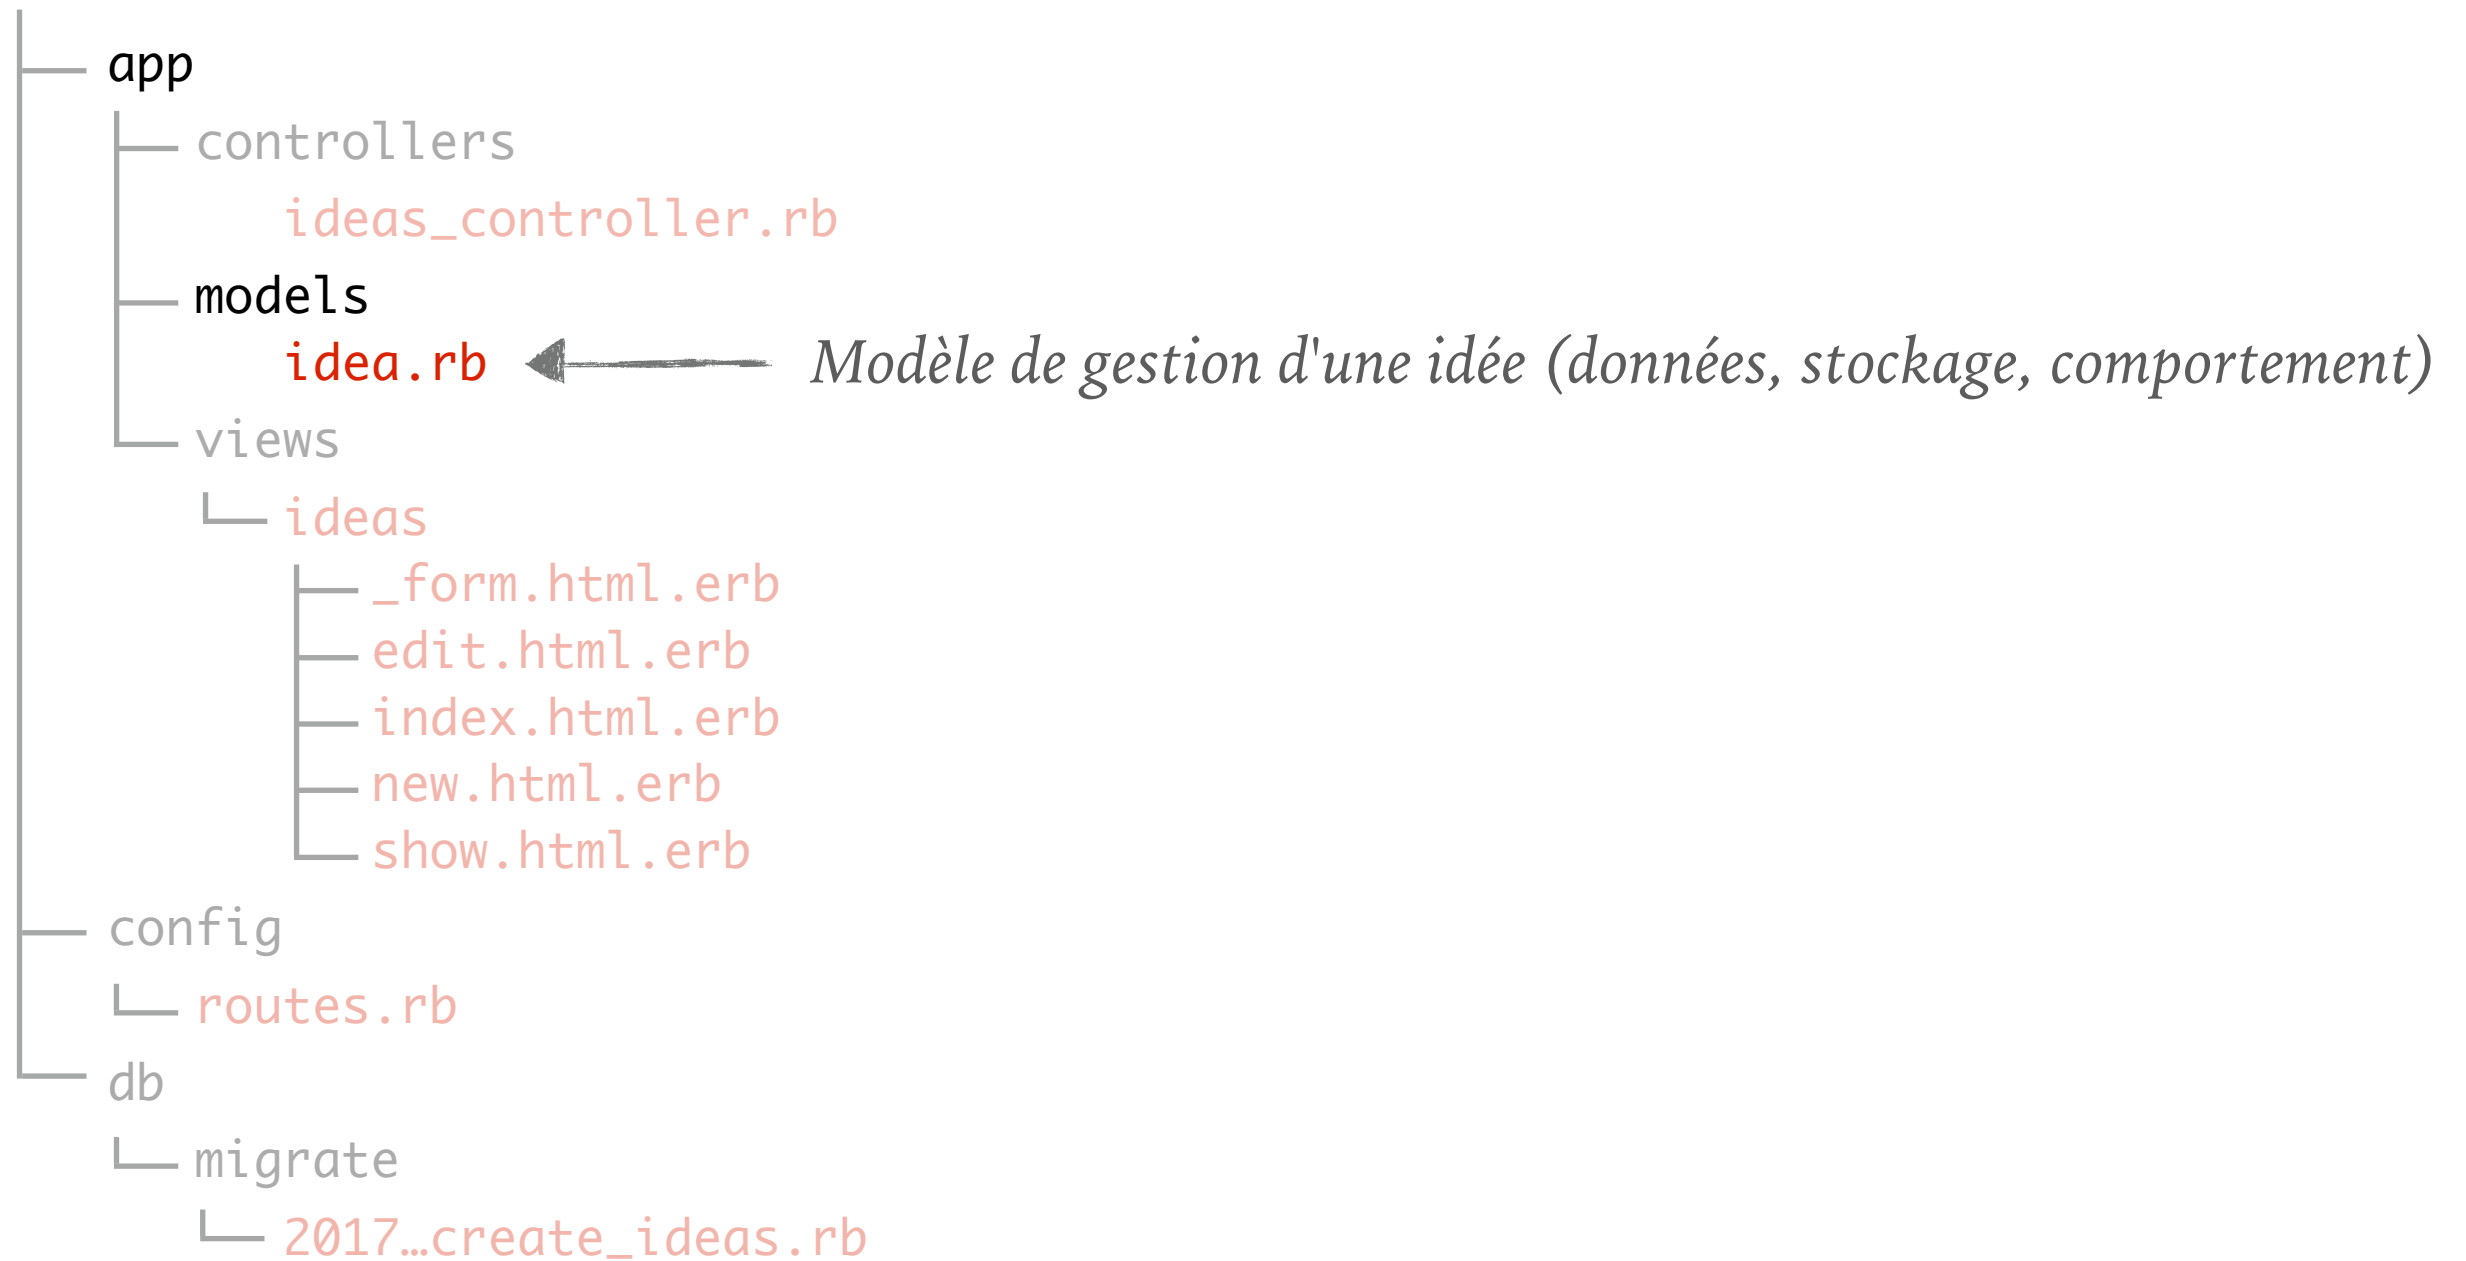 app
controllers
ideas_controller.rb
models
idea.rb Modèle de gestion d'une idée (données, stockage, comportement)
views
ideas
_form.html.erb
edit.html.erb
index.html.erb
new.html.erb
show.html.erb
config
routes.rb
db
migrate
2017…create_ideas.rb